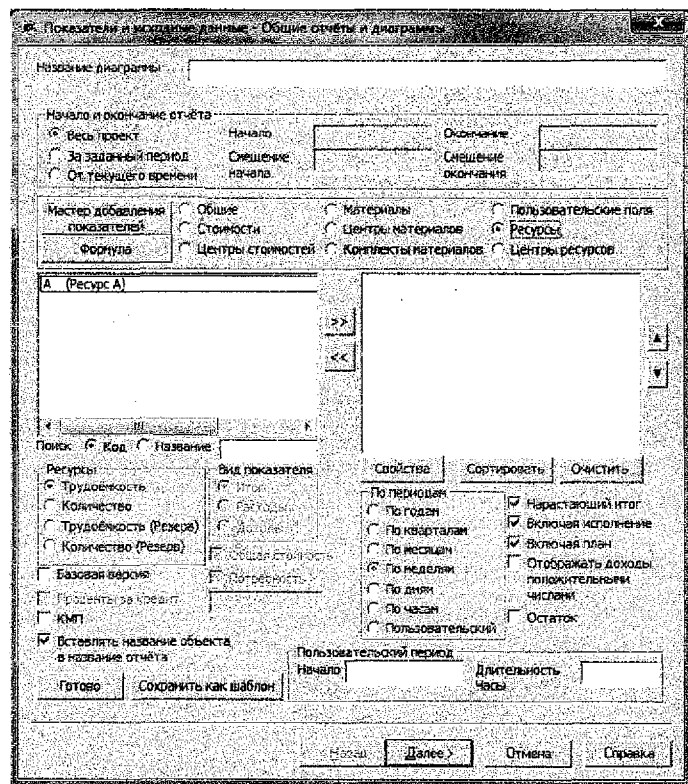 Показатели и исходные данные - Общие отчёты и диаграммы
Название диаграммы
Начало и окончание отчёта
Весь проект Начало Окончание
За заданный период Смещение начала Смещение окончания
От текущего времени
Мастер добавления показателей
Общие Материалы Пользовательские поля
Стоимости Центры материалов Ресурсы
Формула
Центры стоимостей Комплекты материалов Центры ресурсов
A (Ресурс А)
>>
<<
Поиск Код Название
Свойства Сортировать Очистить
Ресурсы
Трудоёмкость
Количество
Трудоёмкость (Резерв)
Количество (Резерв)
Вид показателя
Итог
Расходы
Доходы
Общая стоимость
Потребность
По периодам
По годам
По кварталам
По месяцам
По неделям
По дням
По часам
Пользовательский
Нарастающий итог
Включая исполнение
Включая план
Отображать доходы
положительными
числами
Остаток
Базовая версия
Проценты за кредит
КМП
Вставлять название объекта
в название отчёта
Пользовательский период
Начало Длительность
Часы
Готово Сохранить как шаблон
Назад Далее > Отмена Справка